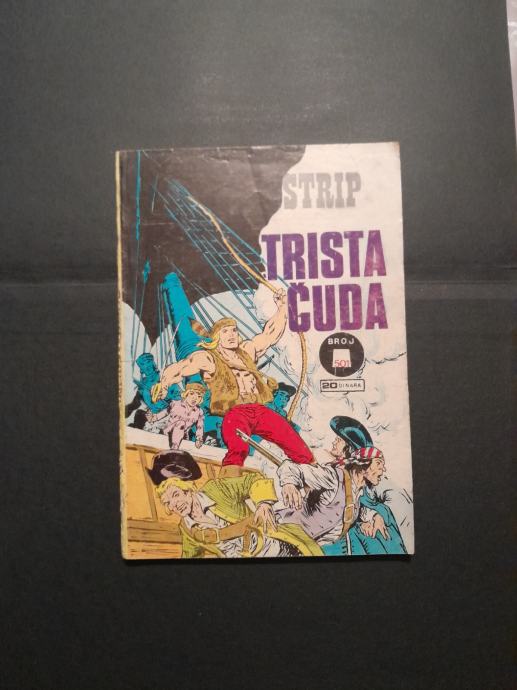 STRIP
TRISTA
ČUDA
BROJ
501
20 DINARA